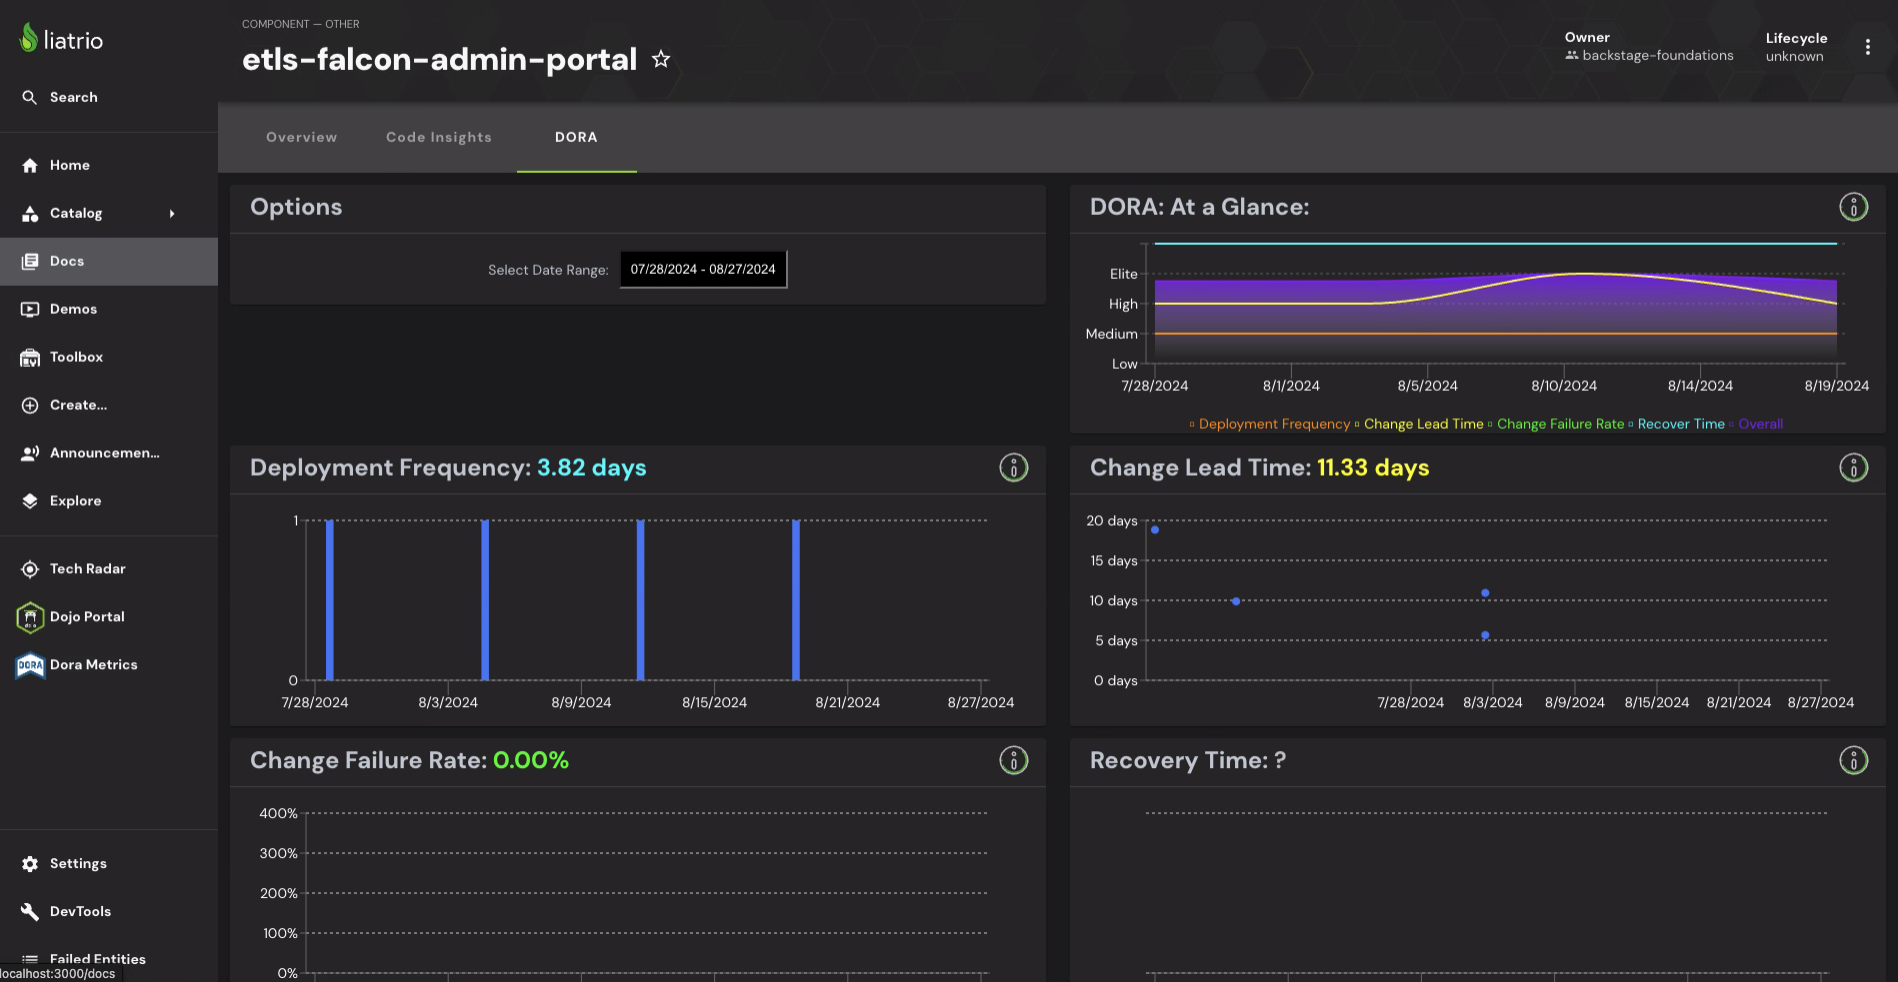 liatrio
Search
Home
Catalog
Docs
Demos
Toolbox
Create...
Announcemen...
Explore
Tech Radar
Dojo Portal
DORA
Dora Metrics
Settings
DevTools
Failed Entities
localhost:3000/docs
COMPONENT — OTHER
etls-falcon-admin-portal
Owner
backstage-foundations
Lifecycle
unknown
Overview
Code Insights
DORA
Options
Select Date Range: 07/28/2024 - 08/27/2024
DORA: At a Glance:
Elite
High
Medium
Low
7/28/2024 8/1/2024 8/5/2024 8/10/2024 8/14/2024 8/19/2024
Deployment Frequency Change Lead Time Change Failure Rate Recover Time Overall
Deployment Frequency: 3.82 days
1
0
7/28/2024 8/3/2024 8/9/2024 8/15/2024 8/21/2024 8/27/2024
Change Lead Time: 11.33 days
20 days
15 days
10 days
5 days
0 days
7/28/2024 8/3/2024 8/9/2024 8/15/2024 8/21/2024 8/27/2024
Change Failure Rate: 0.00%
400%
300%
200%
100%
0%
Recovery Time: ?